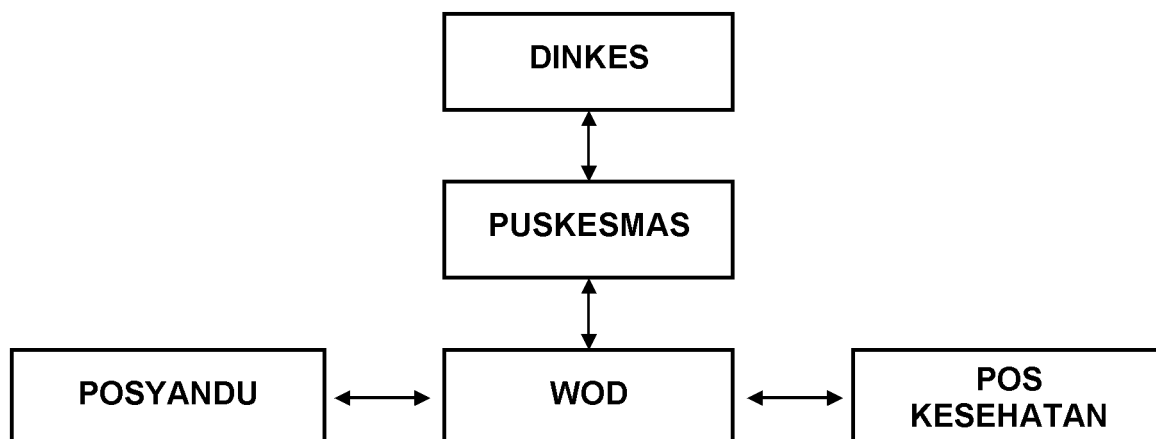 DINKES
PUSKESMAS
POSYANDU
WOD
POS
KESEHATAN